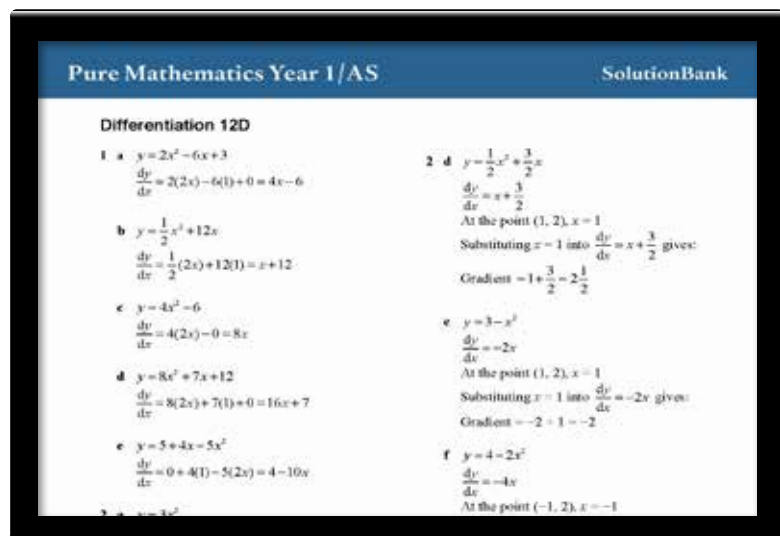 Pure Mathematics Year 1/AS
SolutionBank
Differentiation 12D
1 a y = 2x² − 6x + 3
dy/dx = 2(2x) − 6(1) + 0 = 4x − 6
b y = 1/2 x² + 12x
dy/dx = 1/2 (2x) + 12(1) = x + 12
c y = 4x² − 6
dy/dx = 4(2x) − 0 = 8x
d y = 8x² + 7x + 12
dy/dx = 8(2x) + 7(1) + 0 = 16x + 7
e y = 5 + 4x − 5x²
dy/dx = 0 + 4(1) − 5(2x) = 4 − 10x
2 a y = 3x²
2 d y = 1/2 x² + 3/2 x
dy/dx = x + 3/2
At the point (1, 2), x = 1
Substituting x = 1 into dy/dx = x + 3/2 gives:
Gradient = 1 + 3/2 = 2 1/2
e y = 3 − x²
dy/dx = −2x
At the point (1, 2), x = 1
Substituting x = 1 into dy/dx = −2x gives:
Gradient = −2 × 1 = −2
f y = 4 − 2x²
dy/dx = −4x
At the point (−1, 2), x = −1